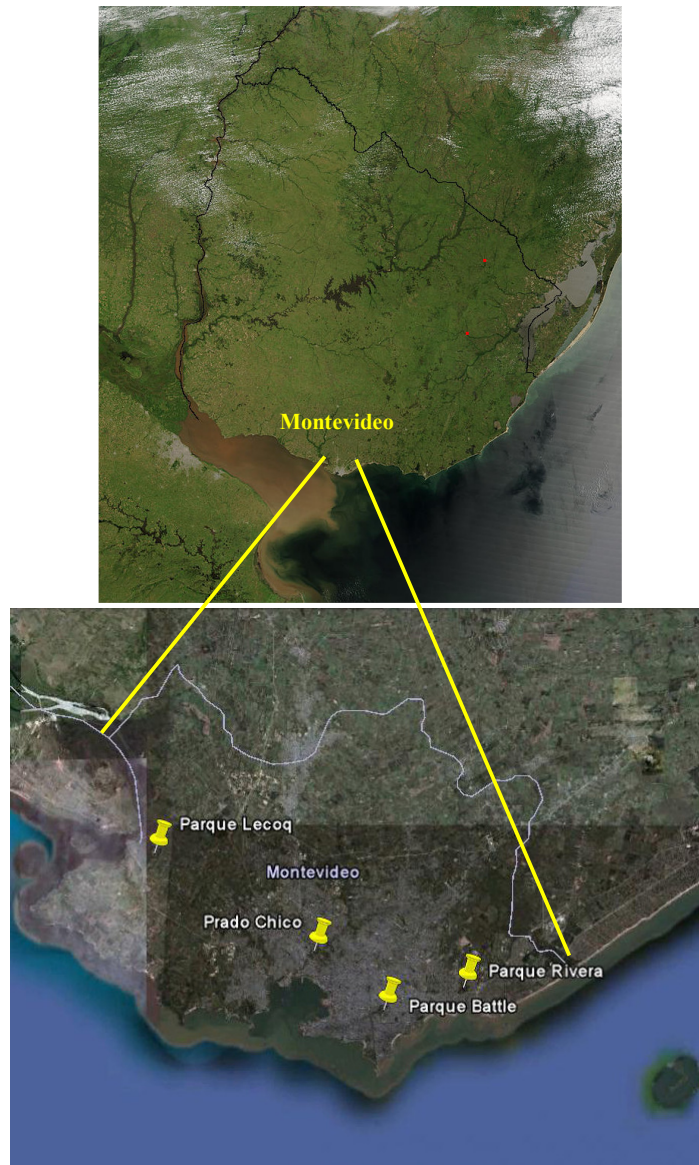 Montevideo
Parque Lecoq
Montevideo
Prado Chico
Parque Rivera
Parque Battle